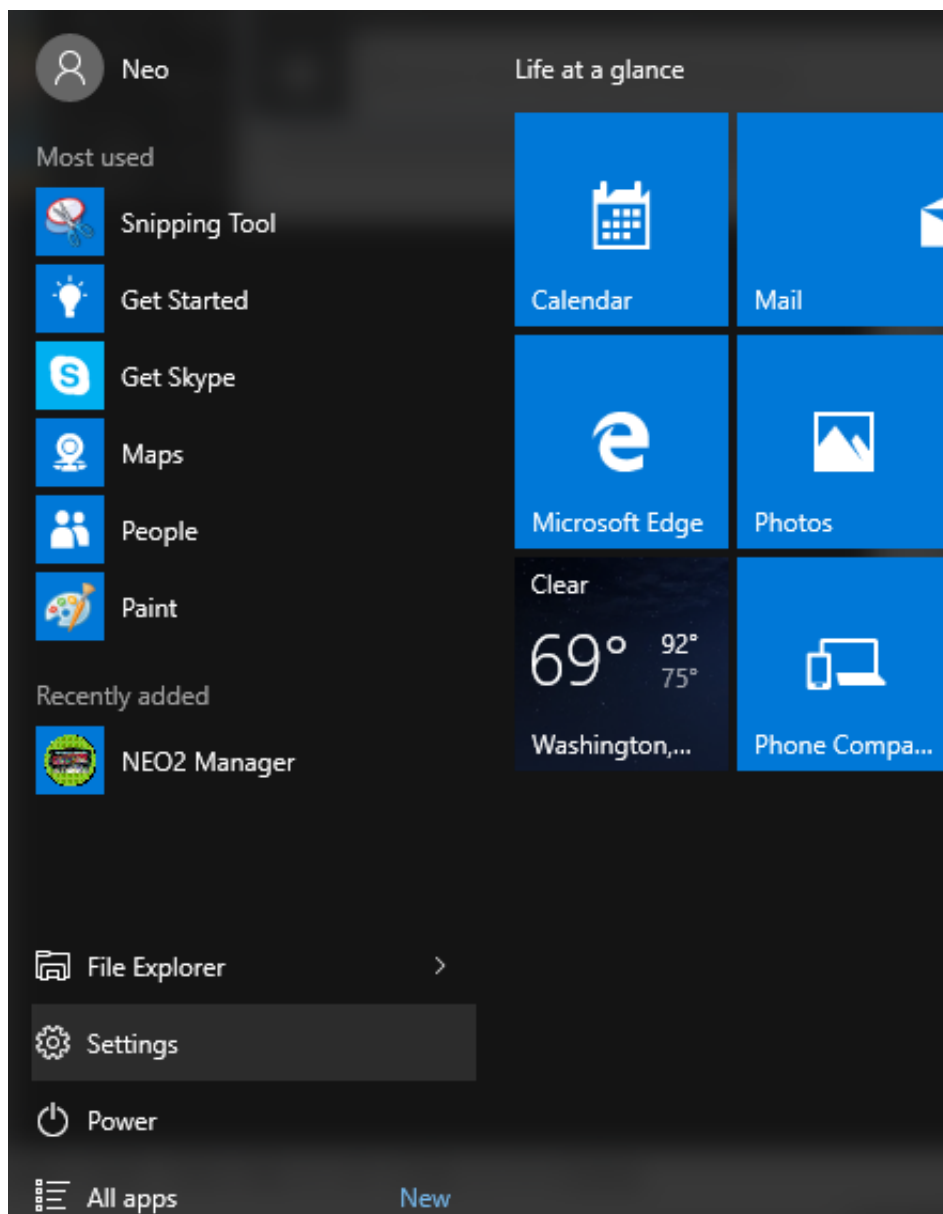 Neo
Most used
Snipping Tool
Get Started
Get Skype
Maps
People
Paint
Recently added
NEO2 Manager
File Explorer
Settings
Power
All apps New
Life at a glance
Calendar
Mail
Microsoft Edge
Photos
Clear
69° 92°
75°
Washington,...
Phone Compa...